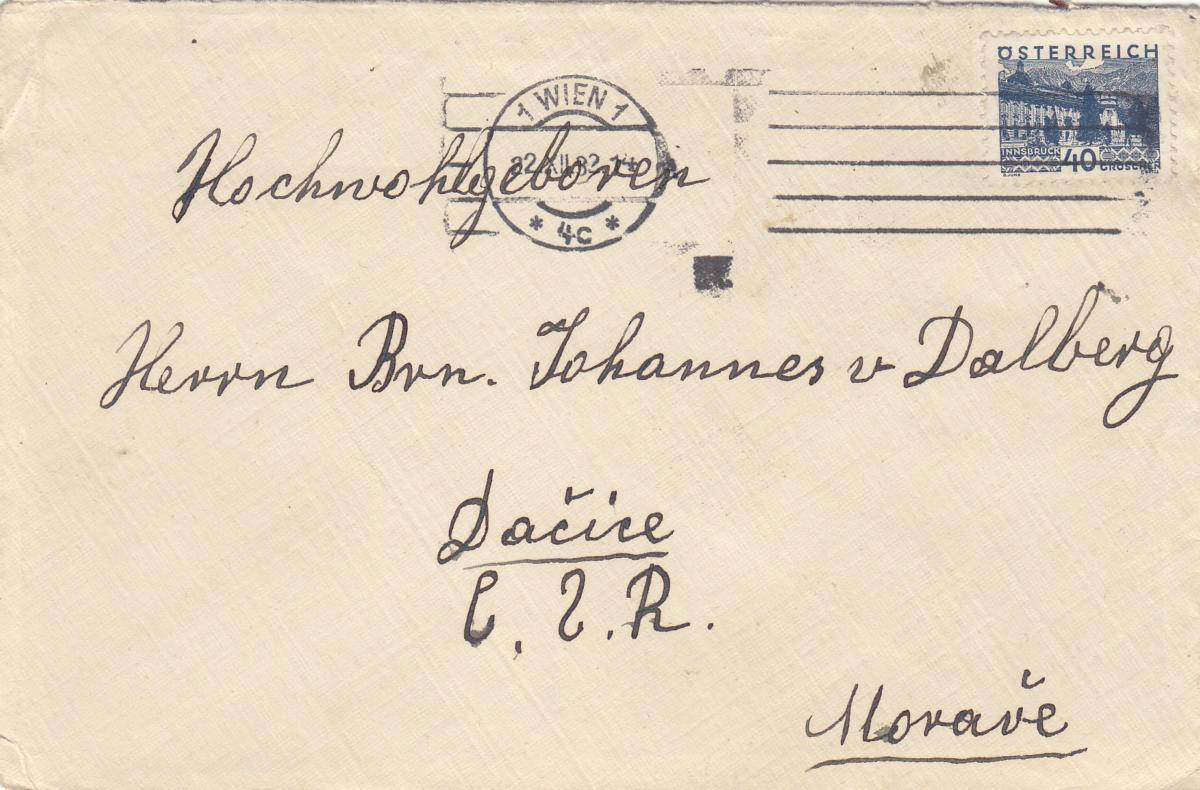 ÖSTERREICH
INNSBRUCK 40 GROSCHEN
1 WIEN 1
* 4c *
Hochwohlgeboren
Herrn Brn. Johannes v Dalberg
Dačice
Č. S. R.
Moravě